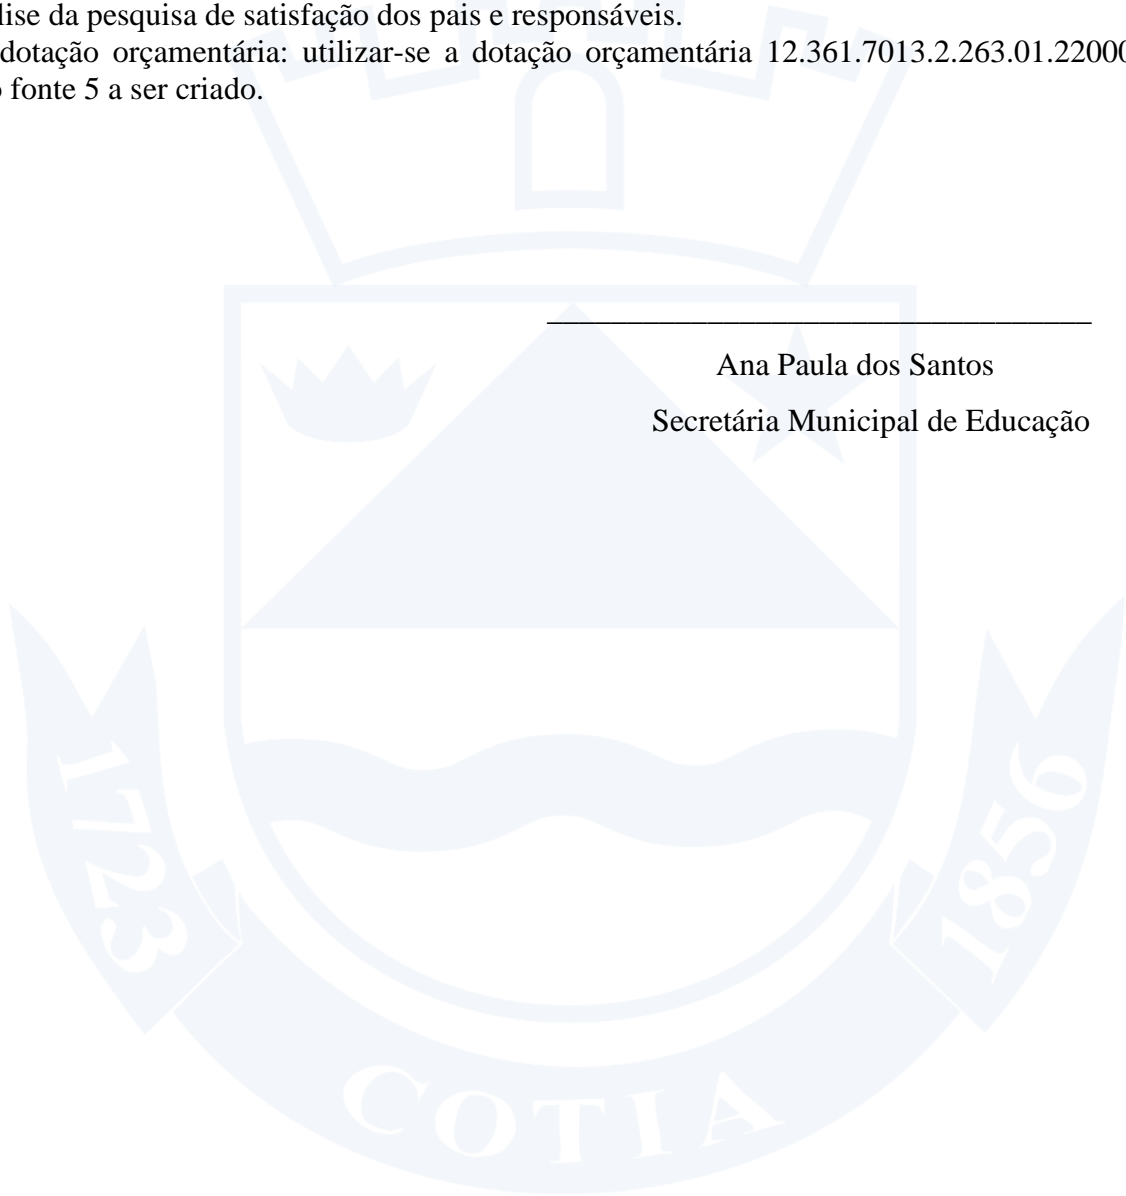 lise da pesquisa de satisfação dos pais e responsáveis.
dotação orçamentária: utilizar-se a dotação orçamentária 12.361.7013.2.263.01.22000
fonte 5 a ser criado.
Ana Paula dos Santos
Secretária Municipal de Educação
1723
COTIA
1856